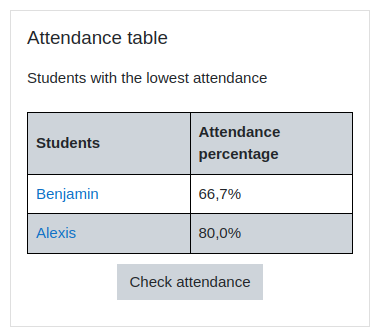 Attendance table
Students with the lowest attendance
Students
Attendance
percentage
Benjamin 66,7%
Alexis 80,0%
Check attendance